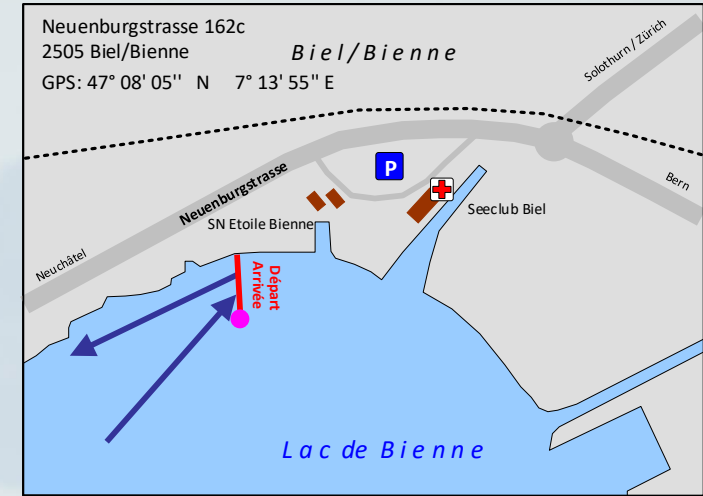 Neuenburgstrasse 162c
2505 Biel/Bienne
GPS: 47° 08' 05'' N 7° 13' 55'' E
Biel/Bienne
Solothurn / Zürich
P
Bern
Neuenburgstrasse
Seeclub Biel
SN Etoile Bienne
Neuchâtel
Départ
Arrivée
Lac de Bienne